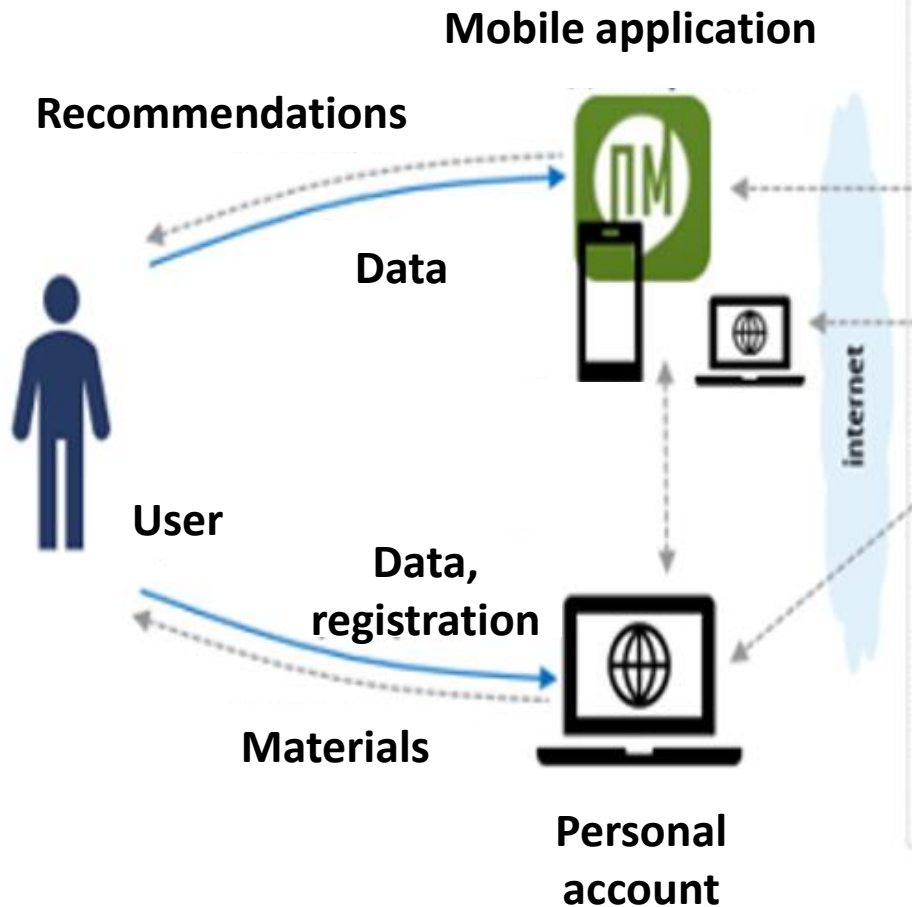 Mobile application
Recommendations
ПМ
Data
internet
User
Data,
registration
Materials
Personal
account